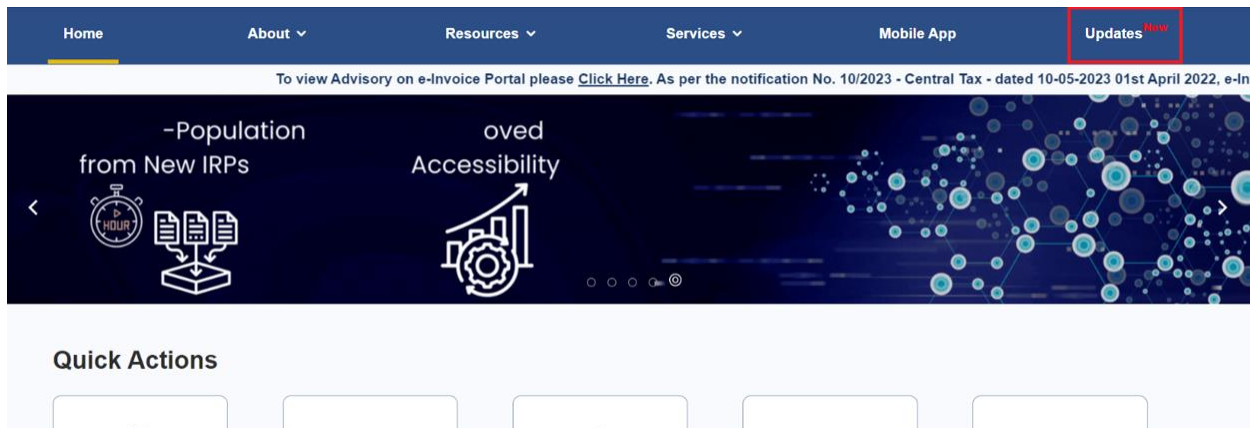 Home About Resources Services Mobile App Updates New
To view Advisory on e-Invoice Portal please Click Here. As per the notification No. 10/2023 - Central Tax - dated 10-05-2023 01st April 2022, e-In
-Population oved
from New IRPs Accessibility
HOUR
Quick Actions